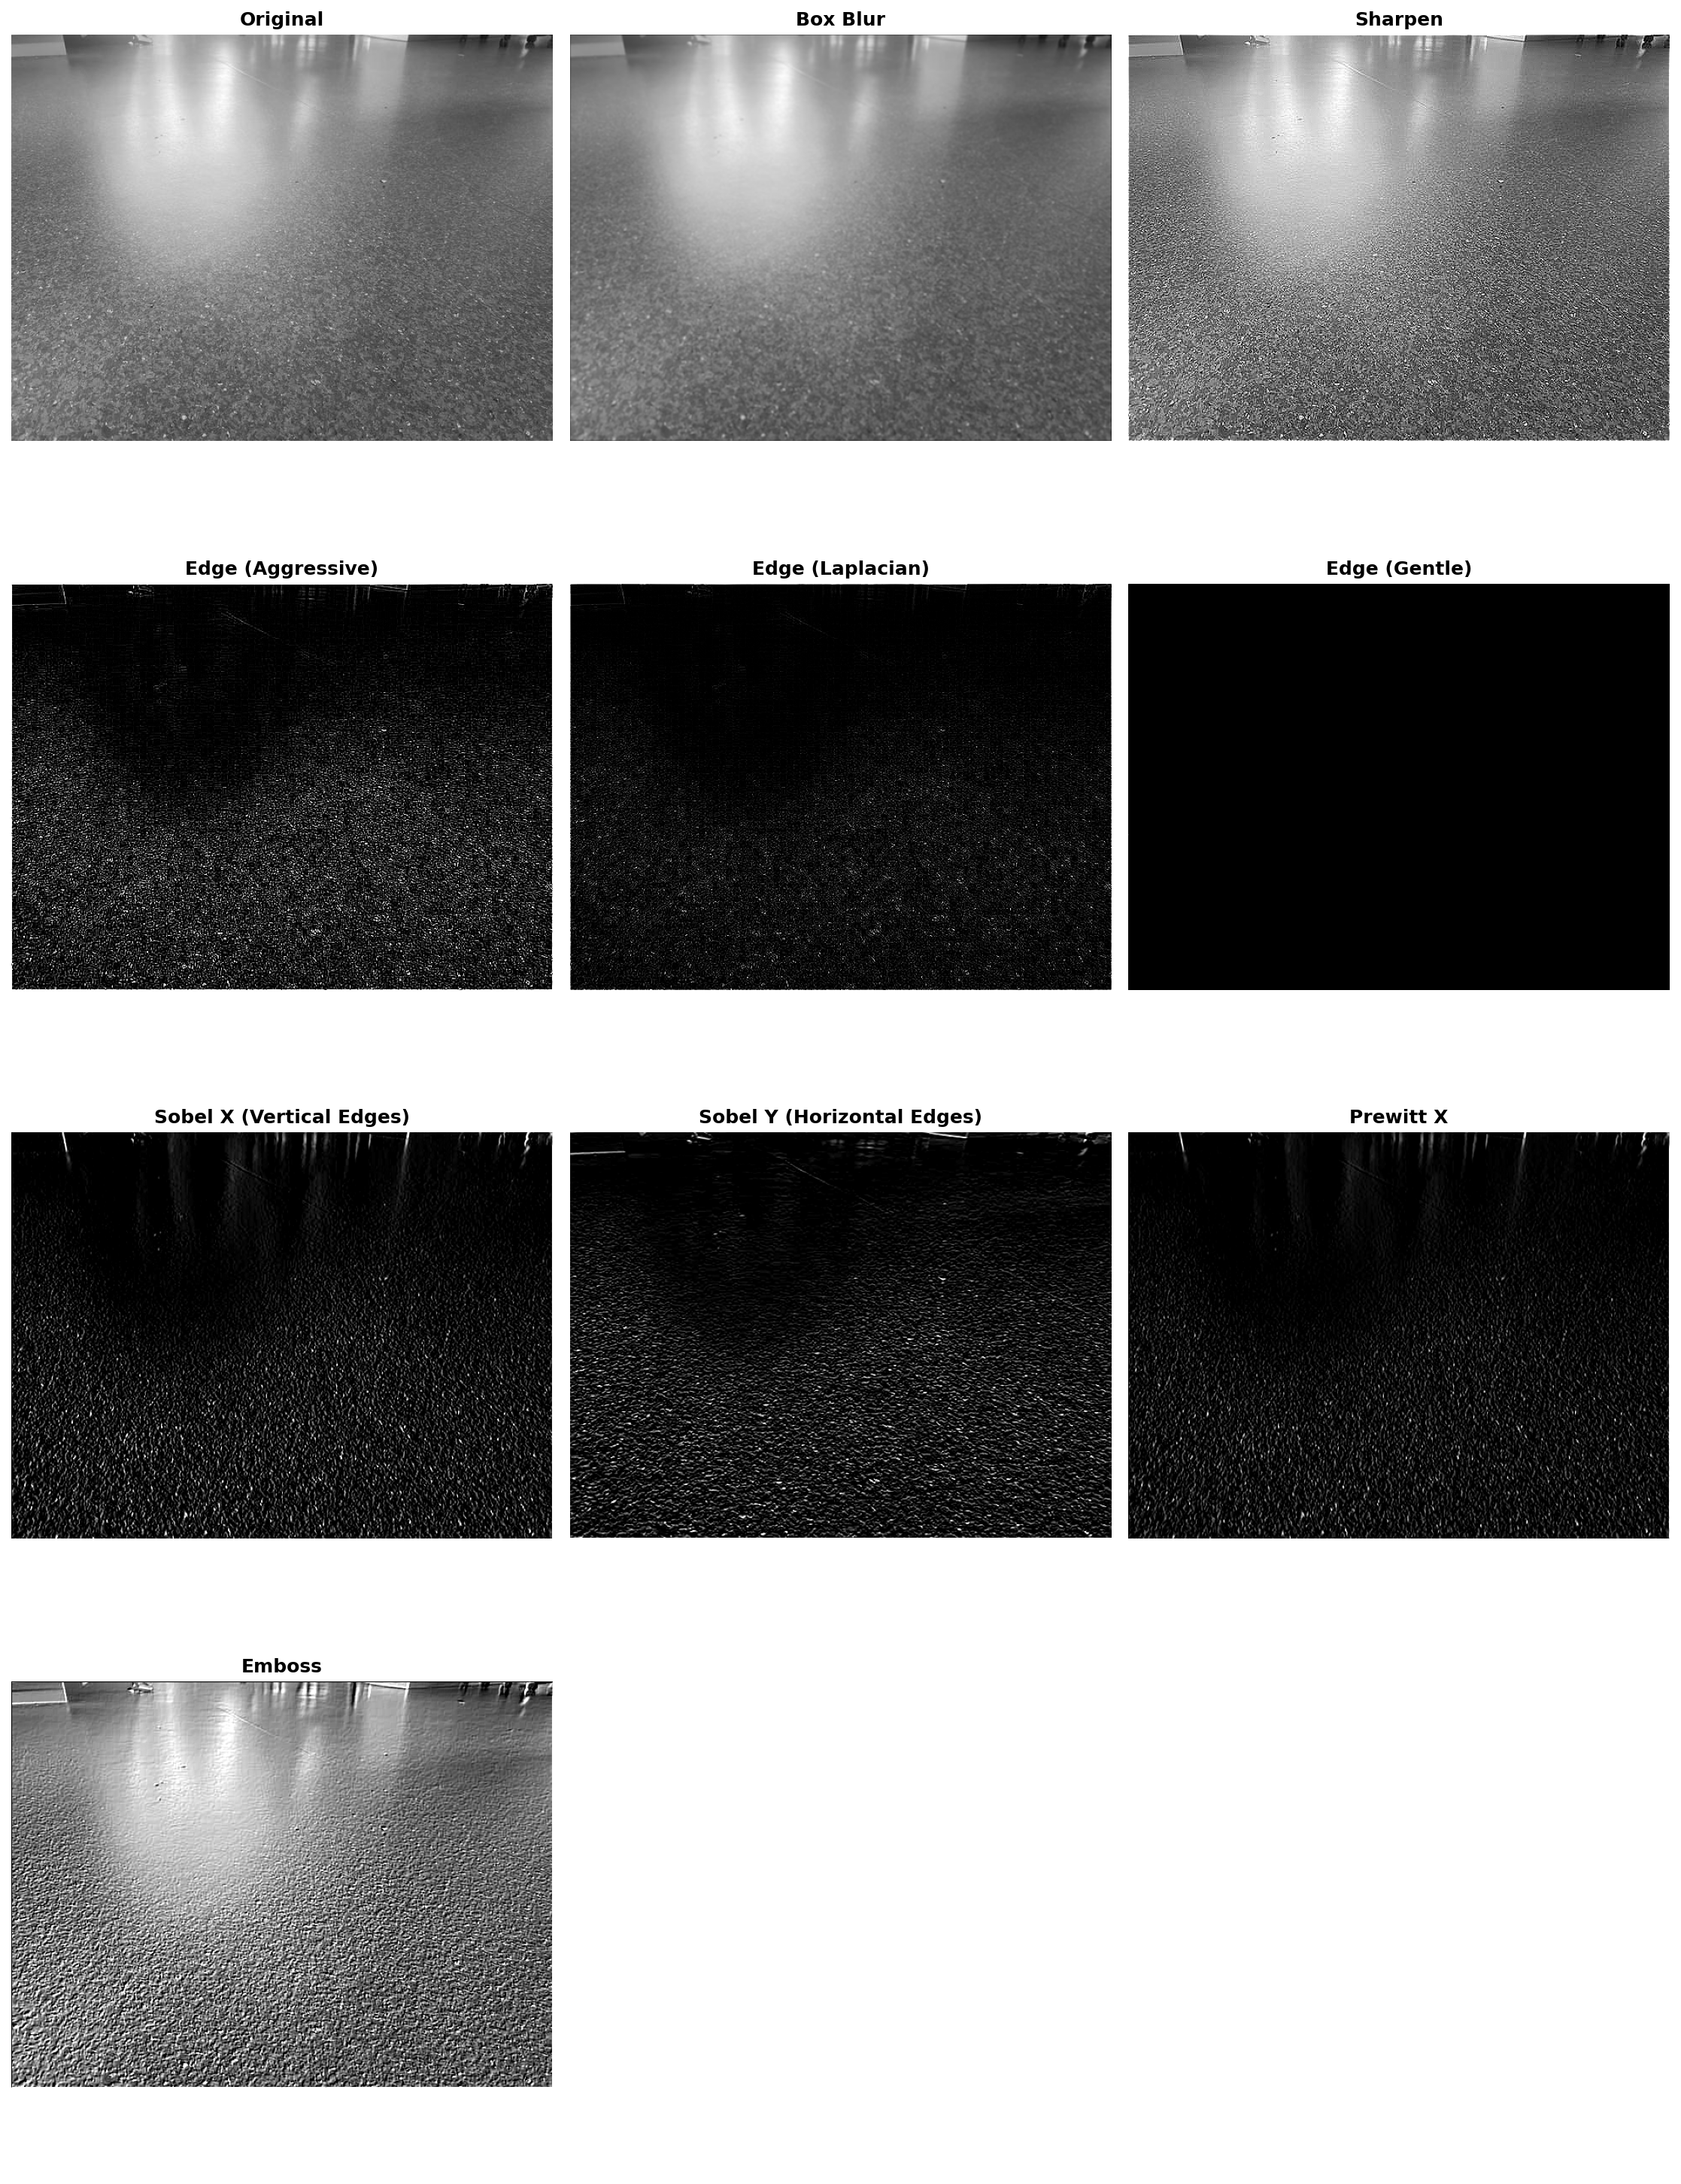 Original
Box Blur
Sharpen
Edge (Aggressive)
Edge (Laplacian)
Edge (Gentle)
Sobel X (Vertical Edges)
Sobel Y (Horizontal Edges)
Prewitt X
Emboss